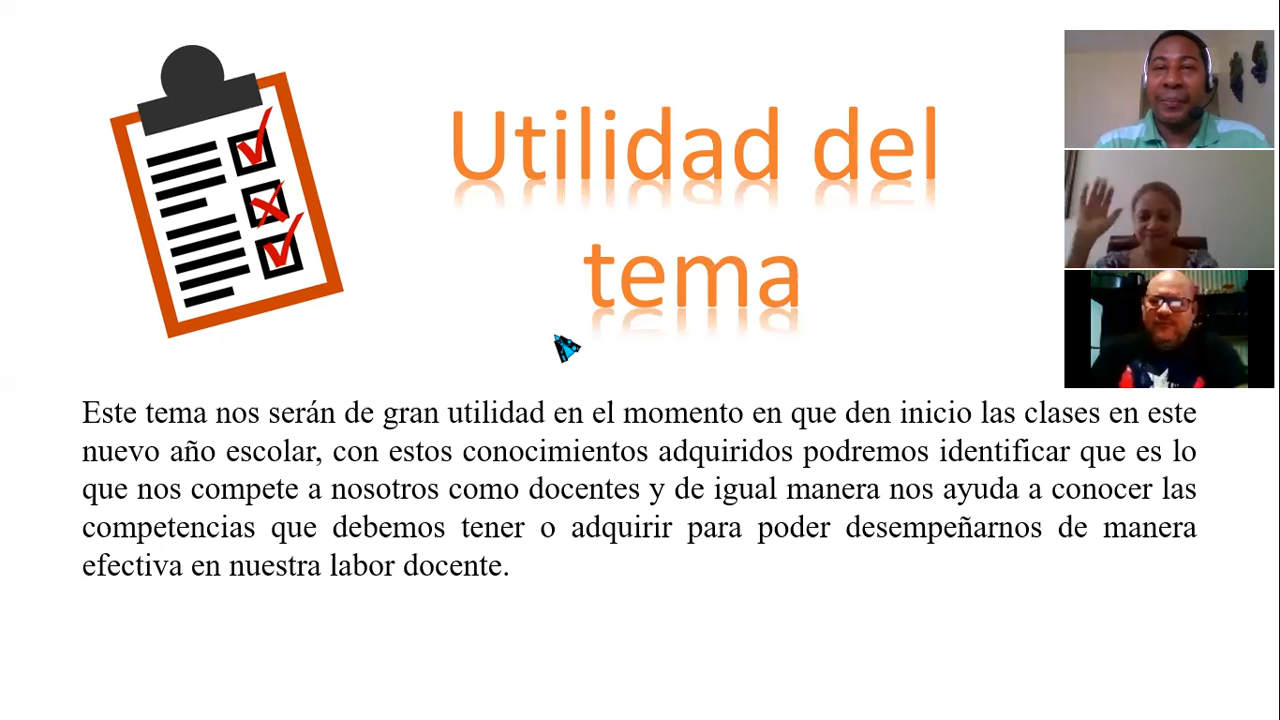 Utilidad del
tema
Este tema nos serán de gran utilidad en el momento en que den inicio las clases en este
nuevo año escolar, con estos conocimientos adquiridos podremos identificar que es lo
que nos compete a nosotros como docentes y de igual manera nos ayuda a conocer las
competencias que debemos tener o adquirir para poder desempeñarnos de manera
efectiva en nuestra labor docente.